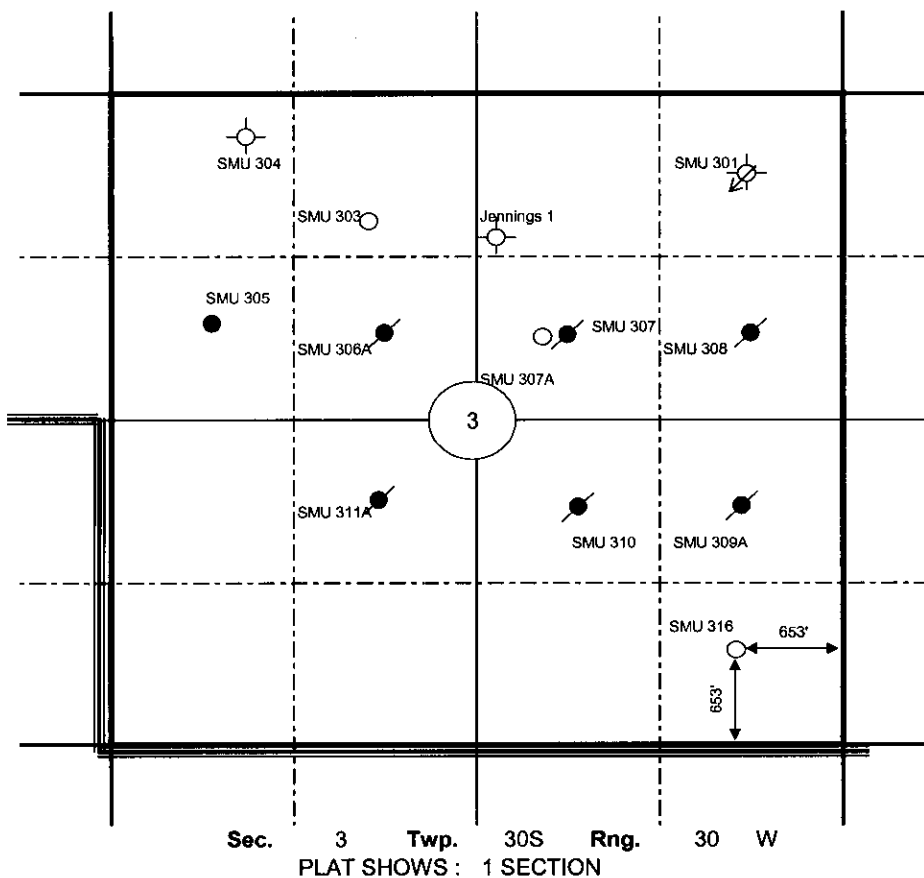 SMU 304
SMU 301
SMU 303
Jennings 1
SMU 305
SMU 307
SMU 306A
SMU 308
SMU 307A
3
SMU 311A
SMU 310
SMU 309A
SMU 316
653'
653'
Sec. 3 Twp. 30S Rng. 30 W
PLAT SHOWS : 1 SECTION